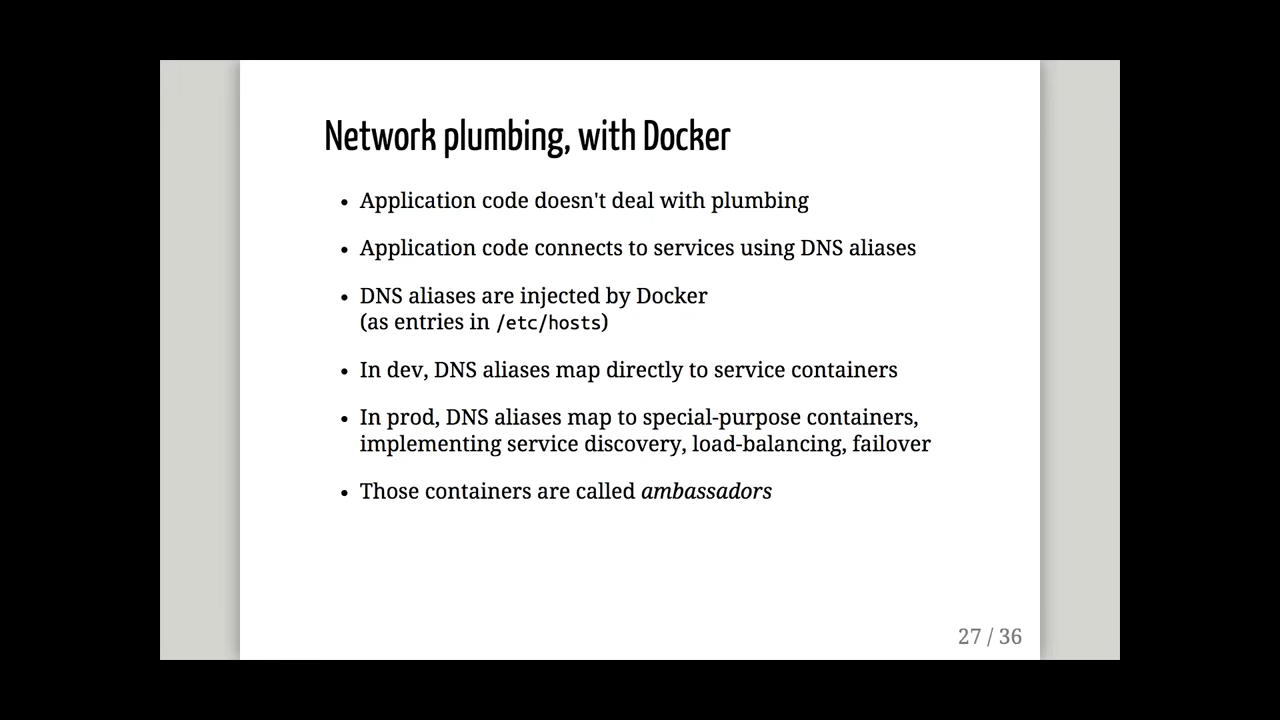 Network plumbing, with Docker
• Application code doesn't deal with plumbing
• Application code connects to services using DNS aliases
• DNS aliases are injected by Docker
(as entries in /etc/hosts)
• In dev, DNS aliases map directly to service containers
• In prod, DNS aliases map to special-purpose containers,
implementing service discovery, load-balancing, failover
• Those containers are called ambassadors
27 / 36